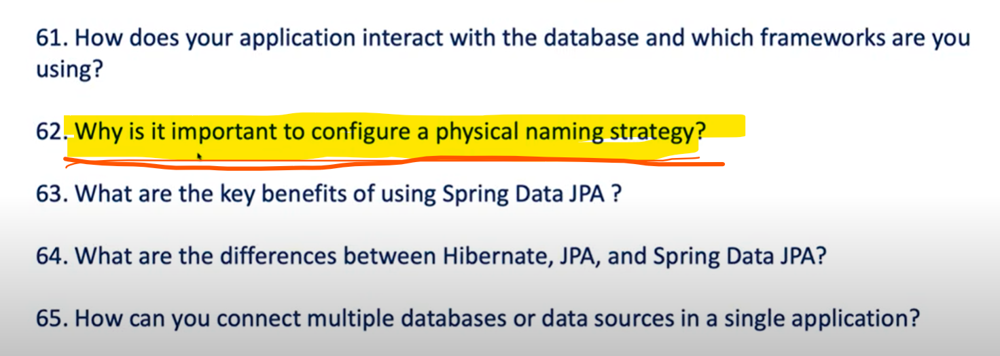 61. How does your application interact with the database and which frameworks are you
using?
62. Why is it important to configure a physical naming strategy?
63. What are the key benefits of using Spring Data JPA ?
64. What are the differences between Hibernate, JPA, and Spring Data JPA?
65. How can you connect multiple databases or data sources in a single application?